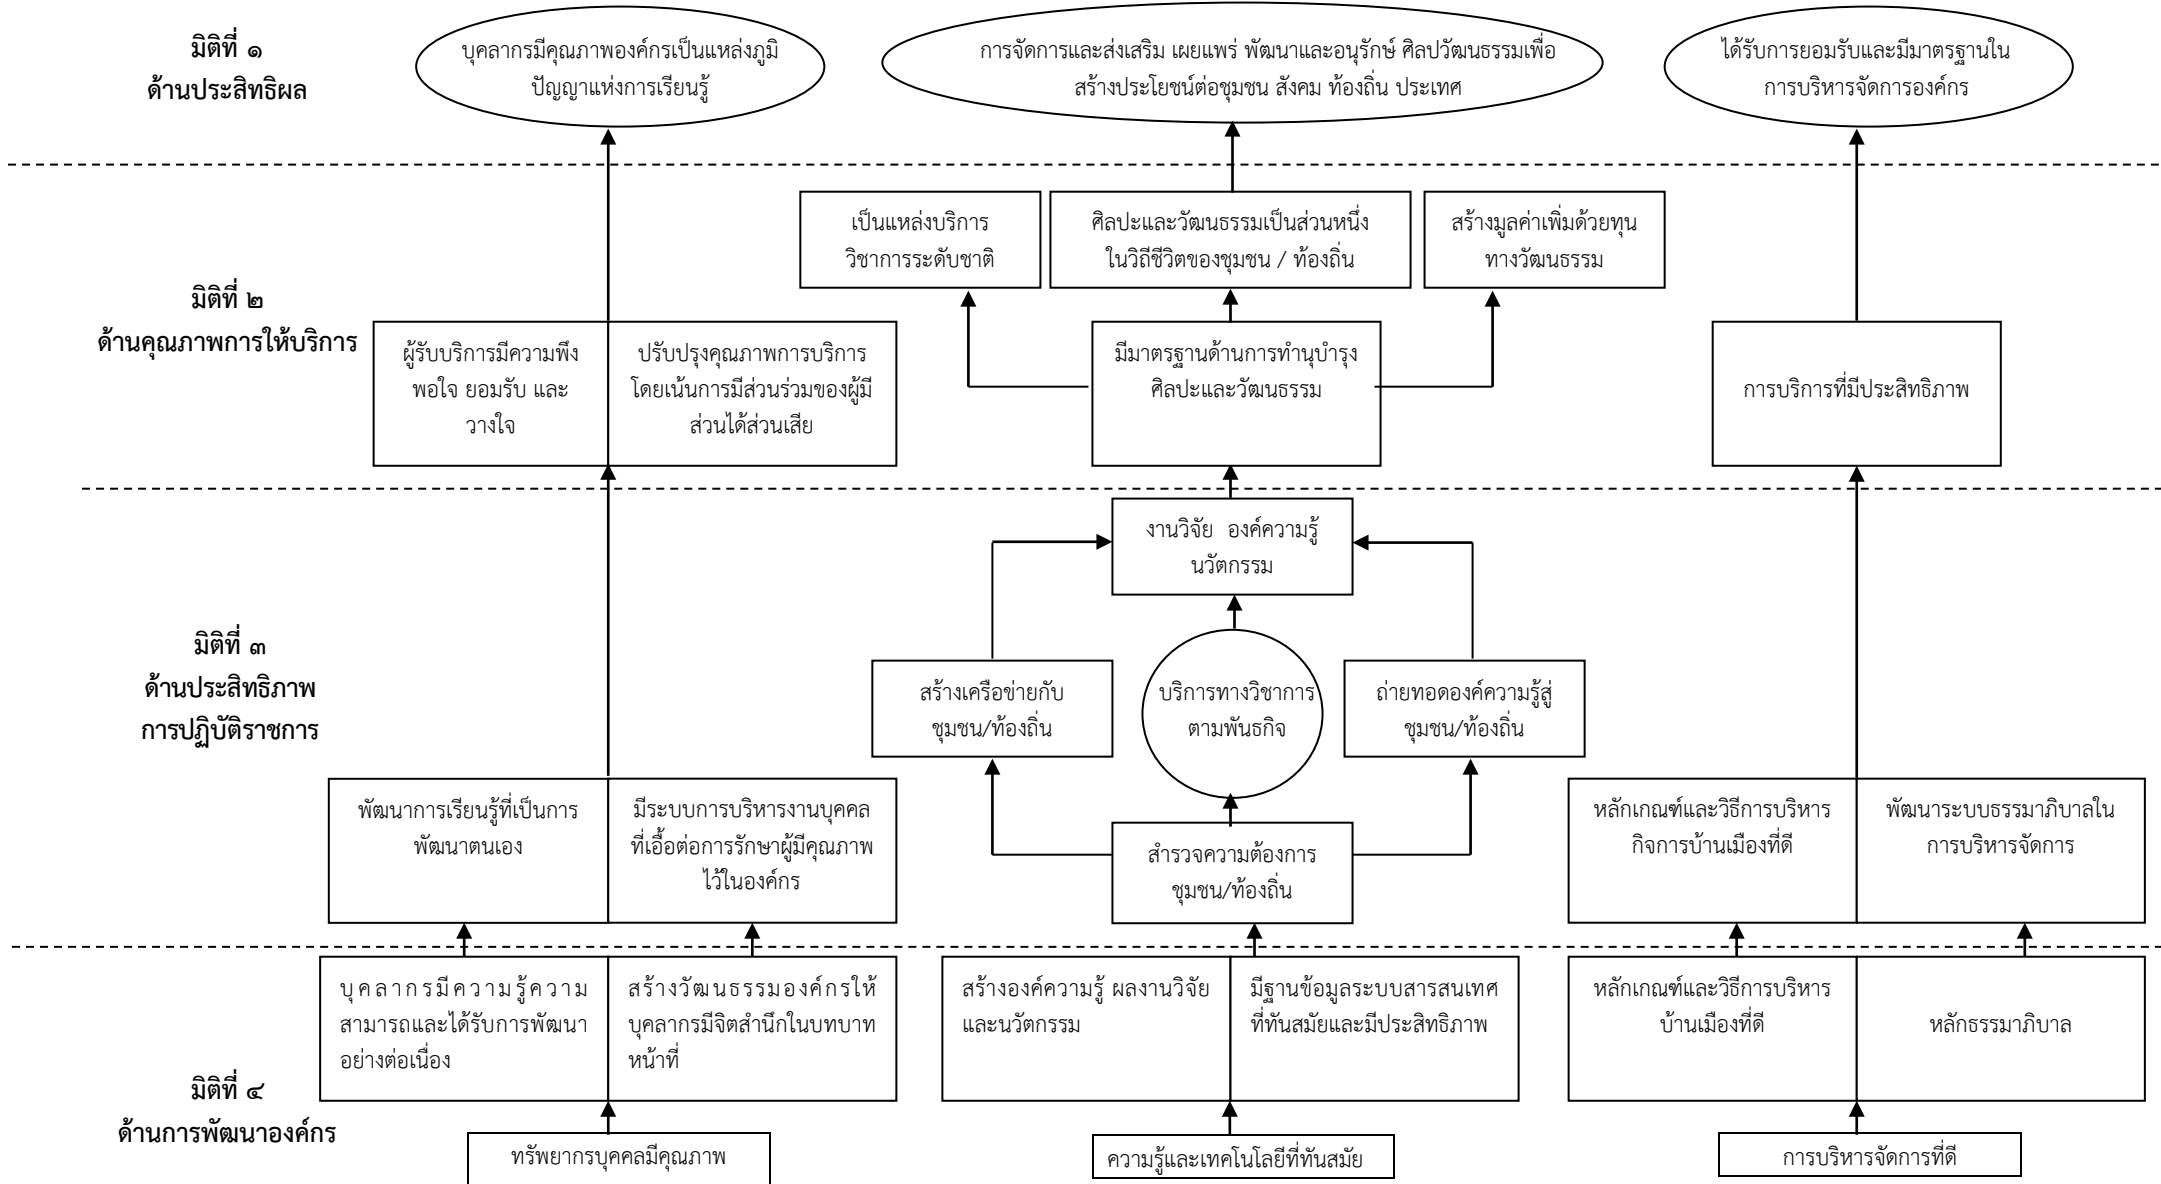 มิติที่ ๑
ด้านประสิทธิผล
บุคลากรมีคุณภาพองค์กรเป็นแหล่งภูมิ
ปัญญาแห่งการเรียนรู้
การจัดการและส่งเสริม เผยแพร่ พัฒนาและอนุรักษ์ ศิลปวัฒนธรรมเพื่อ
สร้างประโยชน์ต่อชุมชน สังคม ท้องถิ่น ประเทศ
ได้รับการยอมรับและมีมาตรฐานใน
การบริหารจัดการองค์กร
มิติที่ ๒
ด้านคุณภาพการให้บริการ
เป็นแหล่งบริการ
วิชาการระดับชาติ
ศิลปะและวัฒนธรรมเป็นส่วนหนึ่ง
ในวิถีชีวิตของชุมชน / ท้องถิ่น
สร้างมูลค่าเพิ่มด้วยทุน
ทางวัฒนธรรม
ผู้รับบริการมีความพึง
พอใจ ยอมรับ และ
วางใจ
ปรับปรุงคุณภาพการบริการ
โดยเน้นการมีส่วนร่วมของผู้มี
ส่วนได้ส่วนเสีย
มีมาตรฐานด้านการทำนุบำรุง
ศิลปะและวัฒนธรรม
การบริการที่มีประสิทธิภาพ
มิติที่ ๓
ด้านประสิทธิภาพ
การปฏิบัติราชการ
งานวิจัย องค์ความรู้
นวัตกรรม
สร้างเครือข่ายกับ
ชุมชน/ท้องถิ่น
บริการทางวิชาการ
ตามพันธกิจ
ถ่ายทอดองค์ความรู้สู่
ชุมชน/ท้องถิ่น
พัฒนาการเรียนรู้ที่เป็นการ
พัฒนาตนเอง
มีระบบการบริหารงานบุคคล
ที่เอื้อต่อการรักษาผู้มีคุณภาพ
ไว้ในองค์กร
สำรวจความต้องการ
ชุมชน/ท้องถิ่น
หลักเกณฑ์และวิธีการบริหาร
กิจการบ้านเมืองที่ดี
พัฒนาระบบธรรมาภิบาลใน
การบริหารจัดการ
มิติที่ ๔
ด้านการพัฒนาองค์กร
บุคลากรมีความรู้ความ
สามารถและได้รับการพัฒนา
อย่างต่อเนื่อง
สร้างวัฒนธรรมองค์กรให้
บุคลากรมีจิตสำนึกในบทบาท
หน้าที่
สร้างองค์ความรู้ ผลงานวิจัย
และนวัตกรรม
มีฐานข้อมูลระบบสารสนเทศ
ที่ทันสมัยและมีประสิทธิภาพ
หลักเกณฑ์และวิธีการบริหาร
บ้านเมืองที่ดี
หลักธรรมาภิบาล
ทรัพยากรบุคคลมีคุณภาพ
ความรู้และเทคโนโลยีที่ทันสมัย
การบริหารจัดการที่ดี